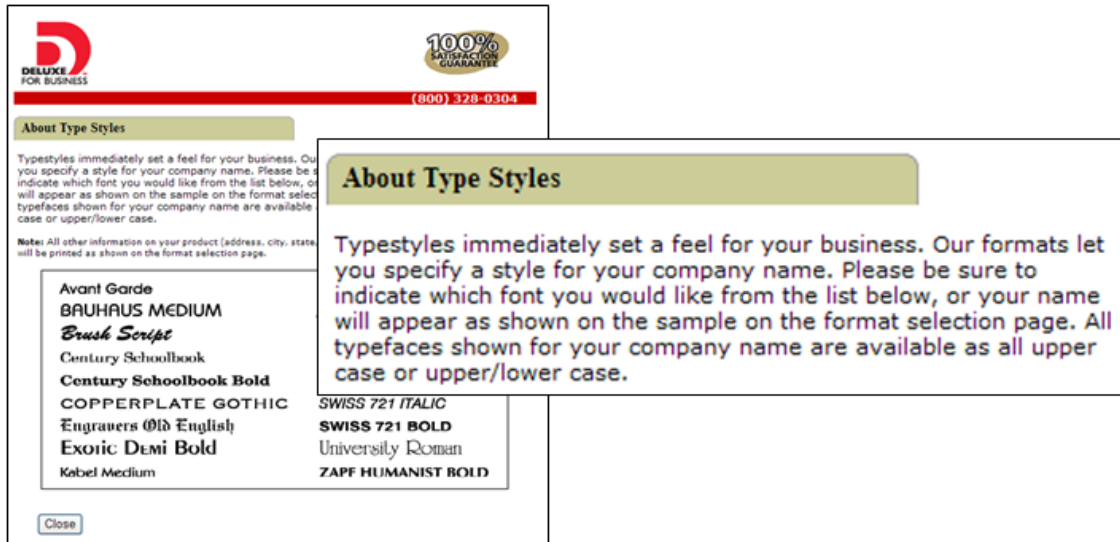 DELUXE
FOR BUSINESS
100%
SATISFACTION
GUARANTEE
(800) 328-0304
About Type Styles
Typestyles immediately set a feel for your business. Ou
you specify a style for your company name. Please be s
indicate which font you would like from the list below, o
will appear as shown on the sample on the format selec
typefaces shown for your company name are available
case or upper/lower case.
Note: All other information on your product (address, city, state,
will be printed as shown on the format selection page.
Avant Garde
BAUHAUS MEDIUM
Brush Script
Century Schoolbook
Century Schoolbook Bold
COPPERPLATE GOTHIC
Engravers Old English
Exotic Demi Bold
Kabel Medium
SWISS 721 ITALIC
SWISS 721 BOLD
University Roman
ZAPF HUMANIST BOLD
Close
About Type Styles
Typestyles immediately set a feel for your business. Our formats let
you specify a style for your company name. Please be sure to
indicate which font you would like from the list below, or your name
will appear as shown on the sample on the format selection page. All
typefaces shown for your company name are available as all upper
case or upper/lower case.